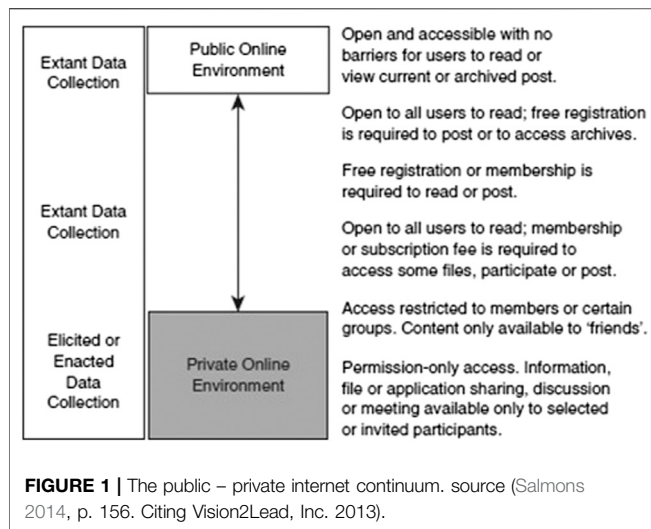 Extant Data
Collection
Public Online
Environment
Open and accessible with no
barriers for users to read or
view current or archived post.
Open to all users to read; free registration
is required to post or to access archives.
Free registration or membership is
required to read or post.
Extant Data
Collection
Open to all users to read; membership
or subscription fee is required to
access some files, participate or post.
Access restricted to members or certain
groups. Content only available to ‘friends’.
Elicited or
Enacted
Data
Collection
Private Online
Environment
Permission-only access. Information,
file or application sharing, discussion
or meeting available only to selected
or invited participants.
FIGURE 1 | The public – private internet continuum. source (Salmons
2014, p. 156. Citing Vision2Lead, Inc. 2013).